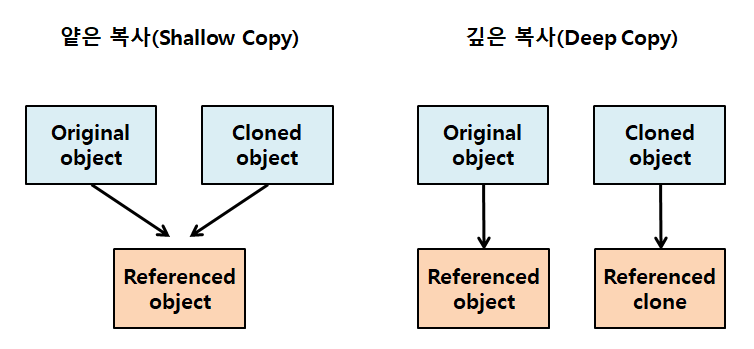 얕은 복사(Shallow Copy)
깊은 복사(Deep Copy)
Original
object
Cloned
object
Original
object
Cloned
object
Referenced
object
Referenced
object
Referenced
clone